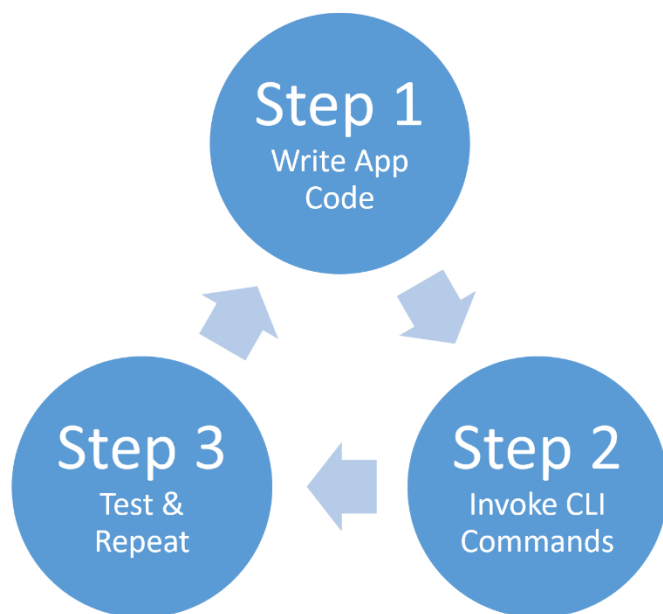 Step 1
Write App
Code
Step 2
Invoke CLI
Commands
Step 3
Test &
Repeat